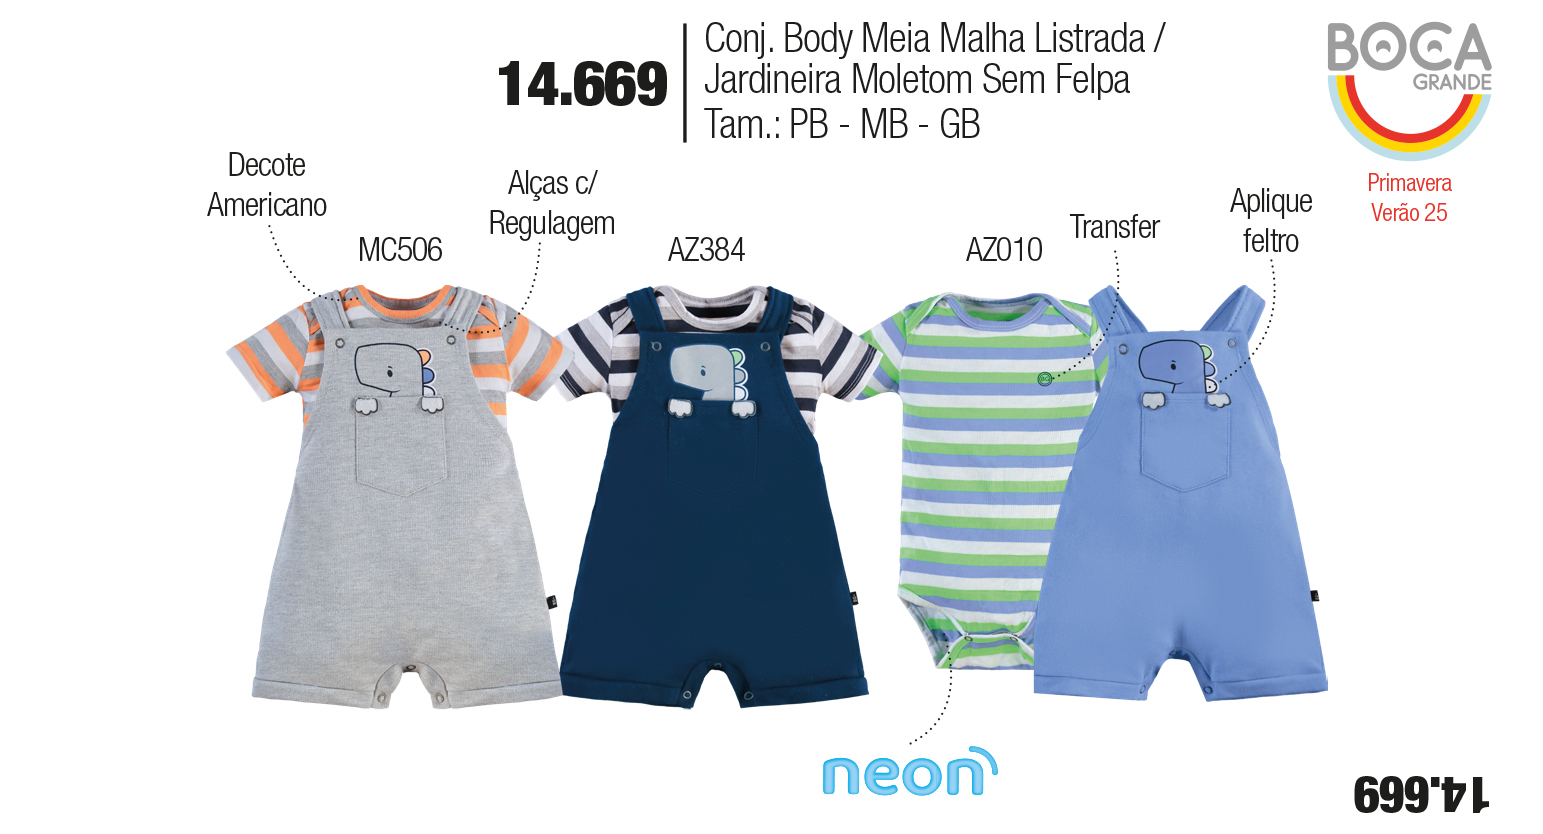 14.669
Conj. Body Meia Malha Listrada /
Jardineira Moletom Sem Felpa
Tam.: PB - MB - GB
BOCA
GRANDE
Primavera
Verão 25
Decote
Americano
Alças c/
Regulagem
MC506
AZ384
AZ010
Transfer
Aplique
feltro
BG
neon
14.669